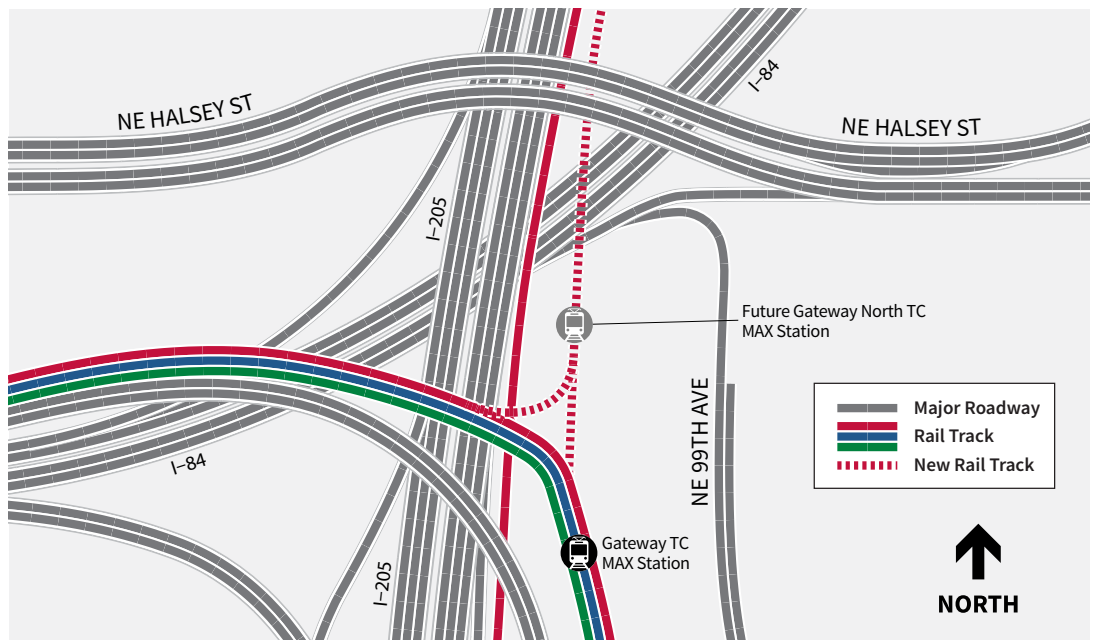 I–84
NE HALSEY ST
NE HALSEY ST
I–205
Future Gateway North TC
MAX Station
NE 99TH AVE
Major Roadway
Rail Track
New Rail Track
I–84
Gateway TC
MAX Station
I–205
NORTH